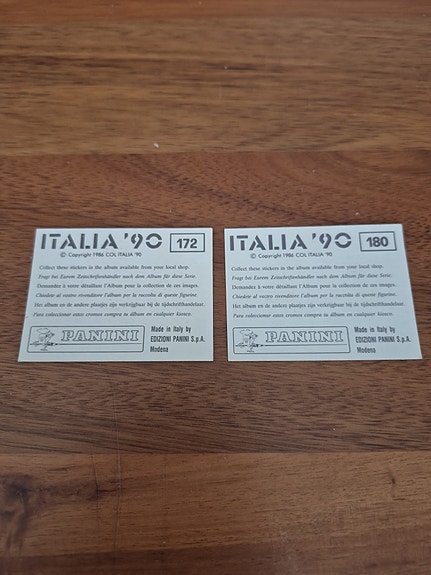 ITALIA '90 172
© Copyright 1986 COL ITALIA '90
Collect these stickers in the album available from your local shop.
Fragt bei Eurem Zeitschriftenhändler nach dem Album für diese Serie.
Demandez à votre détaillant l'Album pour la collection de ces images.
Chiedete al vostro rivenditore l'album per la raccolta di queste figurine.
Het album en de andere plaatjes zijn verkrijgbaar bij de tijdschrifthandelaar.
Para coleccionar estos cromos compra tu álbum en cualquier kiosco.
PANINI
Made in Italy by
EDIZIONI PANINI S.p.A.
Modena
ITALIA '90 180
© Copyright 1986 COL ITALIA '90
Collect these stickers in the album available from your local shop.
Fragt bei Eurem Zeitschriftenhändler nach dem Album für diese Serie.
Demandez à votre détaillant l'Album pour la collection de ces images.
Chiedete al vostro rivenditore l'album per la raccolta di queste figurine.
Het album en de andere plaatjes zijn verkrijgbaar bij de tijdschrifthandelaar.
Para coleccionar estos cromos compra tu álbum en cualquier kiosco.
PANINI
Made in Italy by
EDIZIONI PANINI S.p.A.
Modena